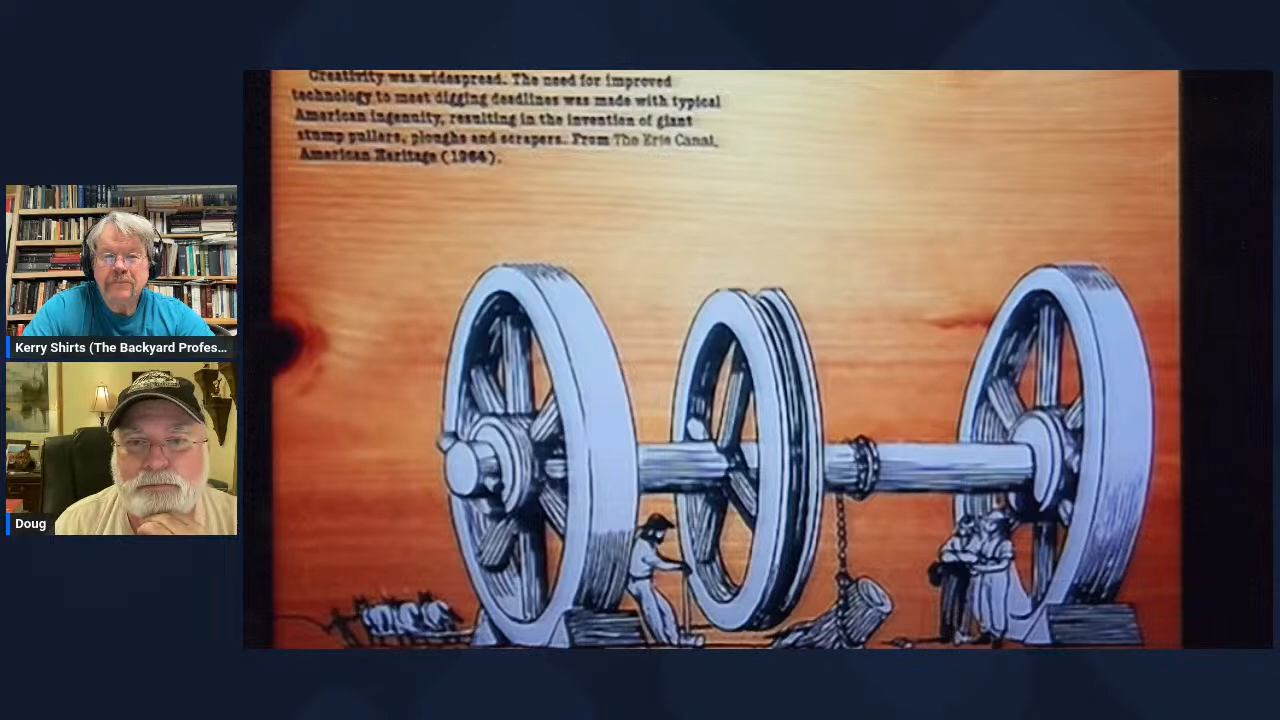 Creativity was widespread. The need for improved
technology to meet digging deadlines was made with typical
American ingenuity, resulting in the invention of giant
stump pullers, ploughs and scrapers. From The Erie Canal,
American Heritage (1964).
Kerry Shirts (The Backyard Profes...
Doug